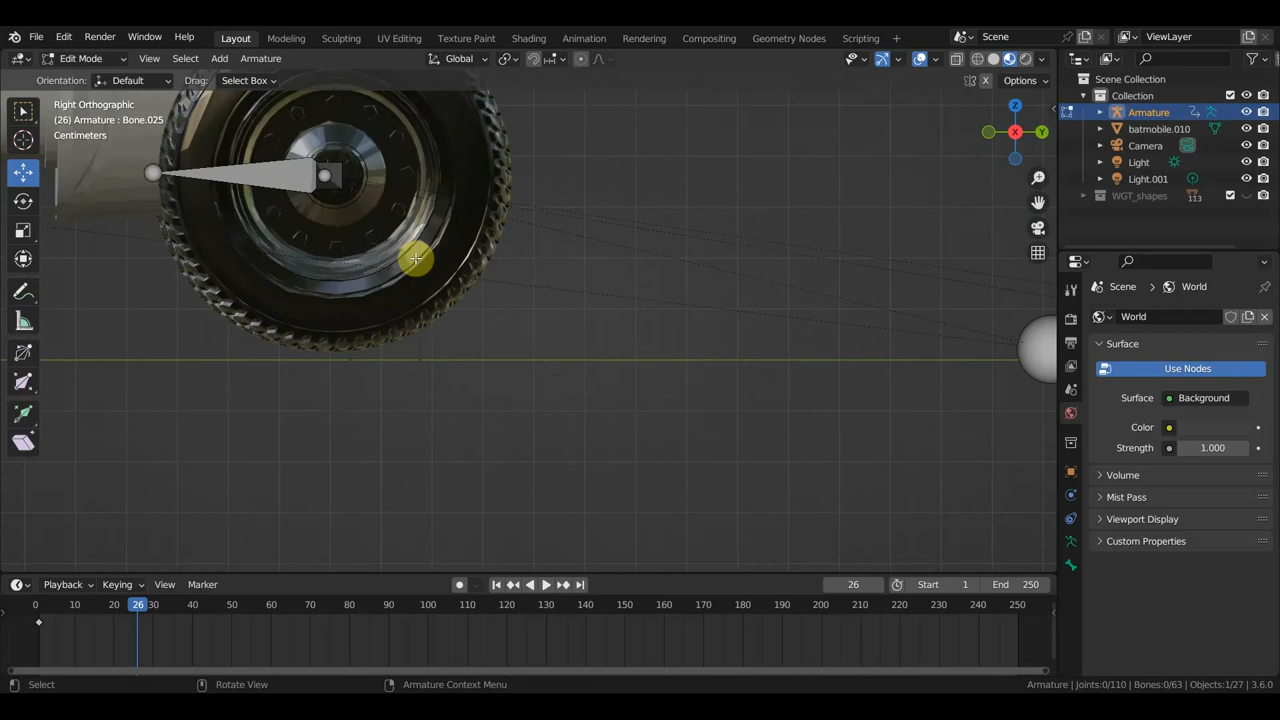 File Edit Render Window Help Layout Modeling Sculpting UV Editing Texture Paint Shading Animation Rendering Compositing Geometry Nodes Scripting Scene ViewLayer
Edit Mode View Select Add Armature Global
Orientation: Default Drag: Select Box Options
Right Orthographic
(26) Armature : Bone.025
Centimeters
Z
X
Y
Scene Collection
Collection
Armature
batmobile.010
Camera
Light
Light.001
WGT_shapes 113
Scene World
World
Surface
Use Nodes
Surface Background
Color
Strength 1.000
Volume
Mist Pass
Viewport Display
Custom Properties
Playback Keying View Marker 26 Start 1 End 250
0 10 20 26 30 40 50 60 70 80 90 100 110 120 130 140 150 160 170 180 190 200 210 220 230 240 250
Select Rotate View Armature Context Menu Armature | Joints:0/110 | Bones:0/63 | Objects:1/27 | 3.6.0